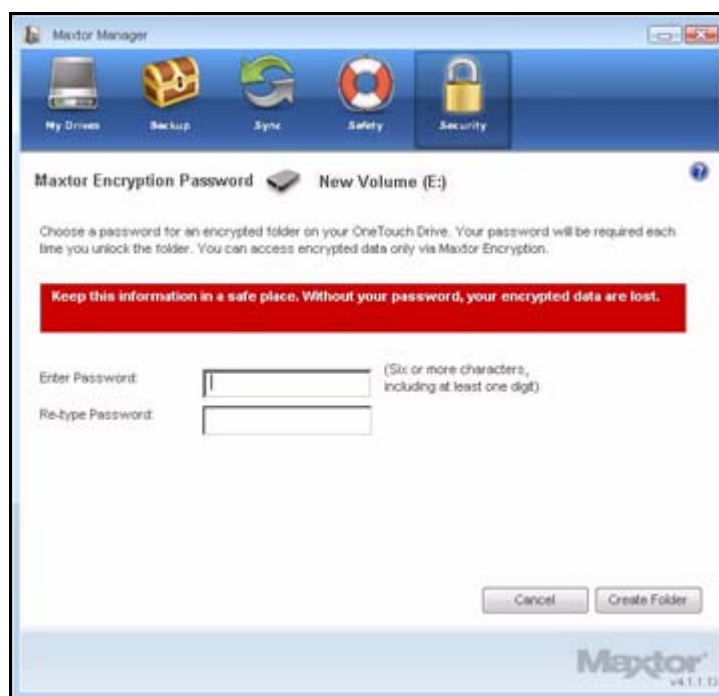 Maxtor Manager
My Drives Backup Sync Safety Security
Maxtor Encryption Password New Volume (E:)
Choose a password for an encrypted folder on your OneTouch Drive. Your password will be required each
time you unlock the folder. You can access encrypted data only via Maxtor Encryption.
Keep this information in a safe place. Without your password, your encrypted data are lost.
Enter Password: (Six or more characters,
including at least one digit)
Re-type Password:
Cancel Create Folder
Maxtor